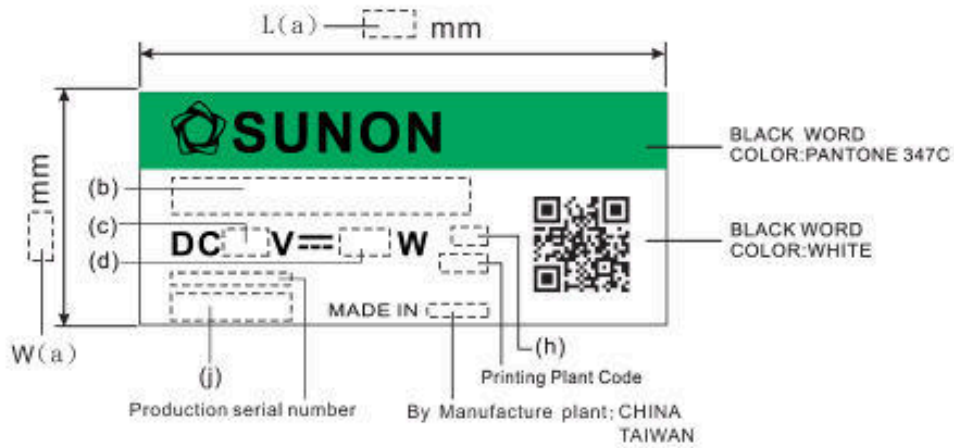 L(a) mm
SUNON
BLACK WORD
COLOR:PANTONE 347C
mm
(b)
(c)
DC V W
(d)
BLACK WORD
COLOR:WHITE
MADE IN
W(a)
(j)
(h)
Printing Plant Code
Production serial number
By Manufacture plant: CHINA
TAIWAN